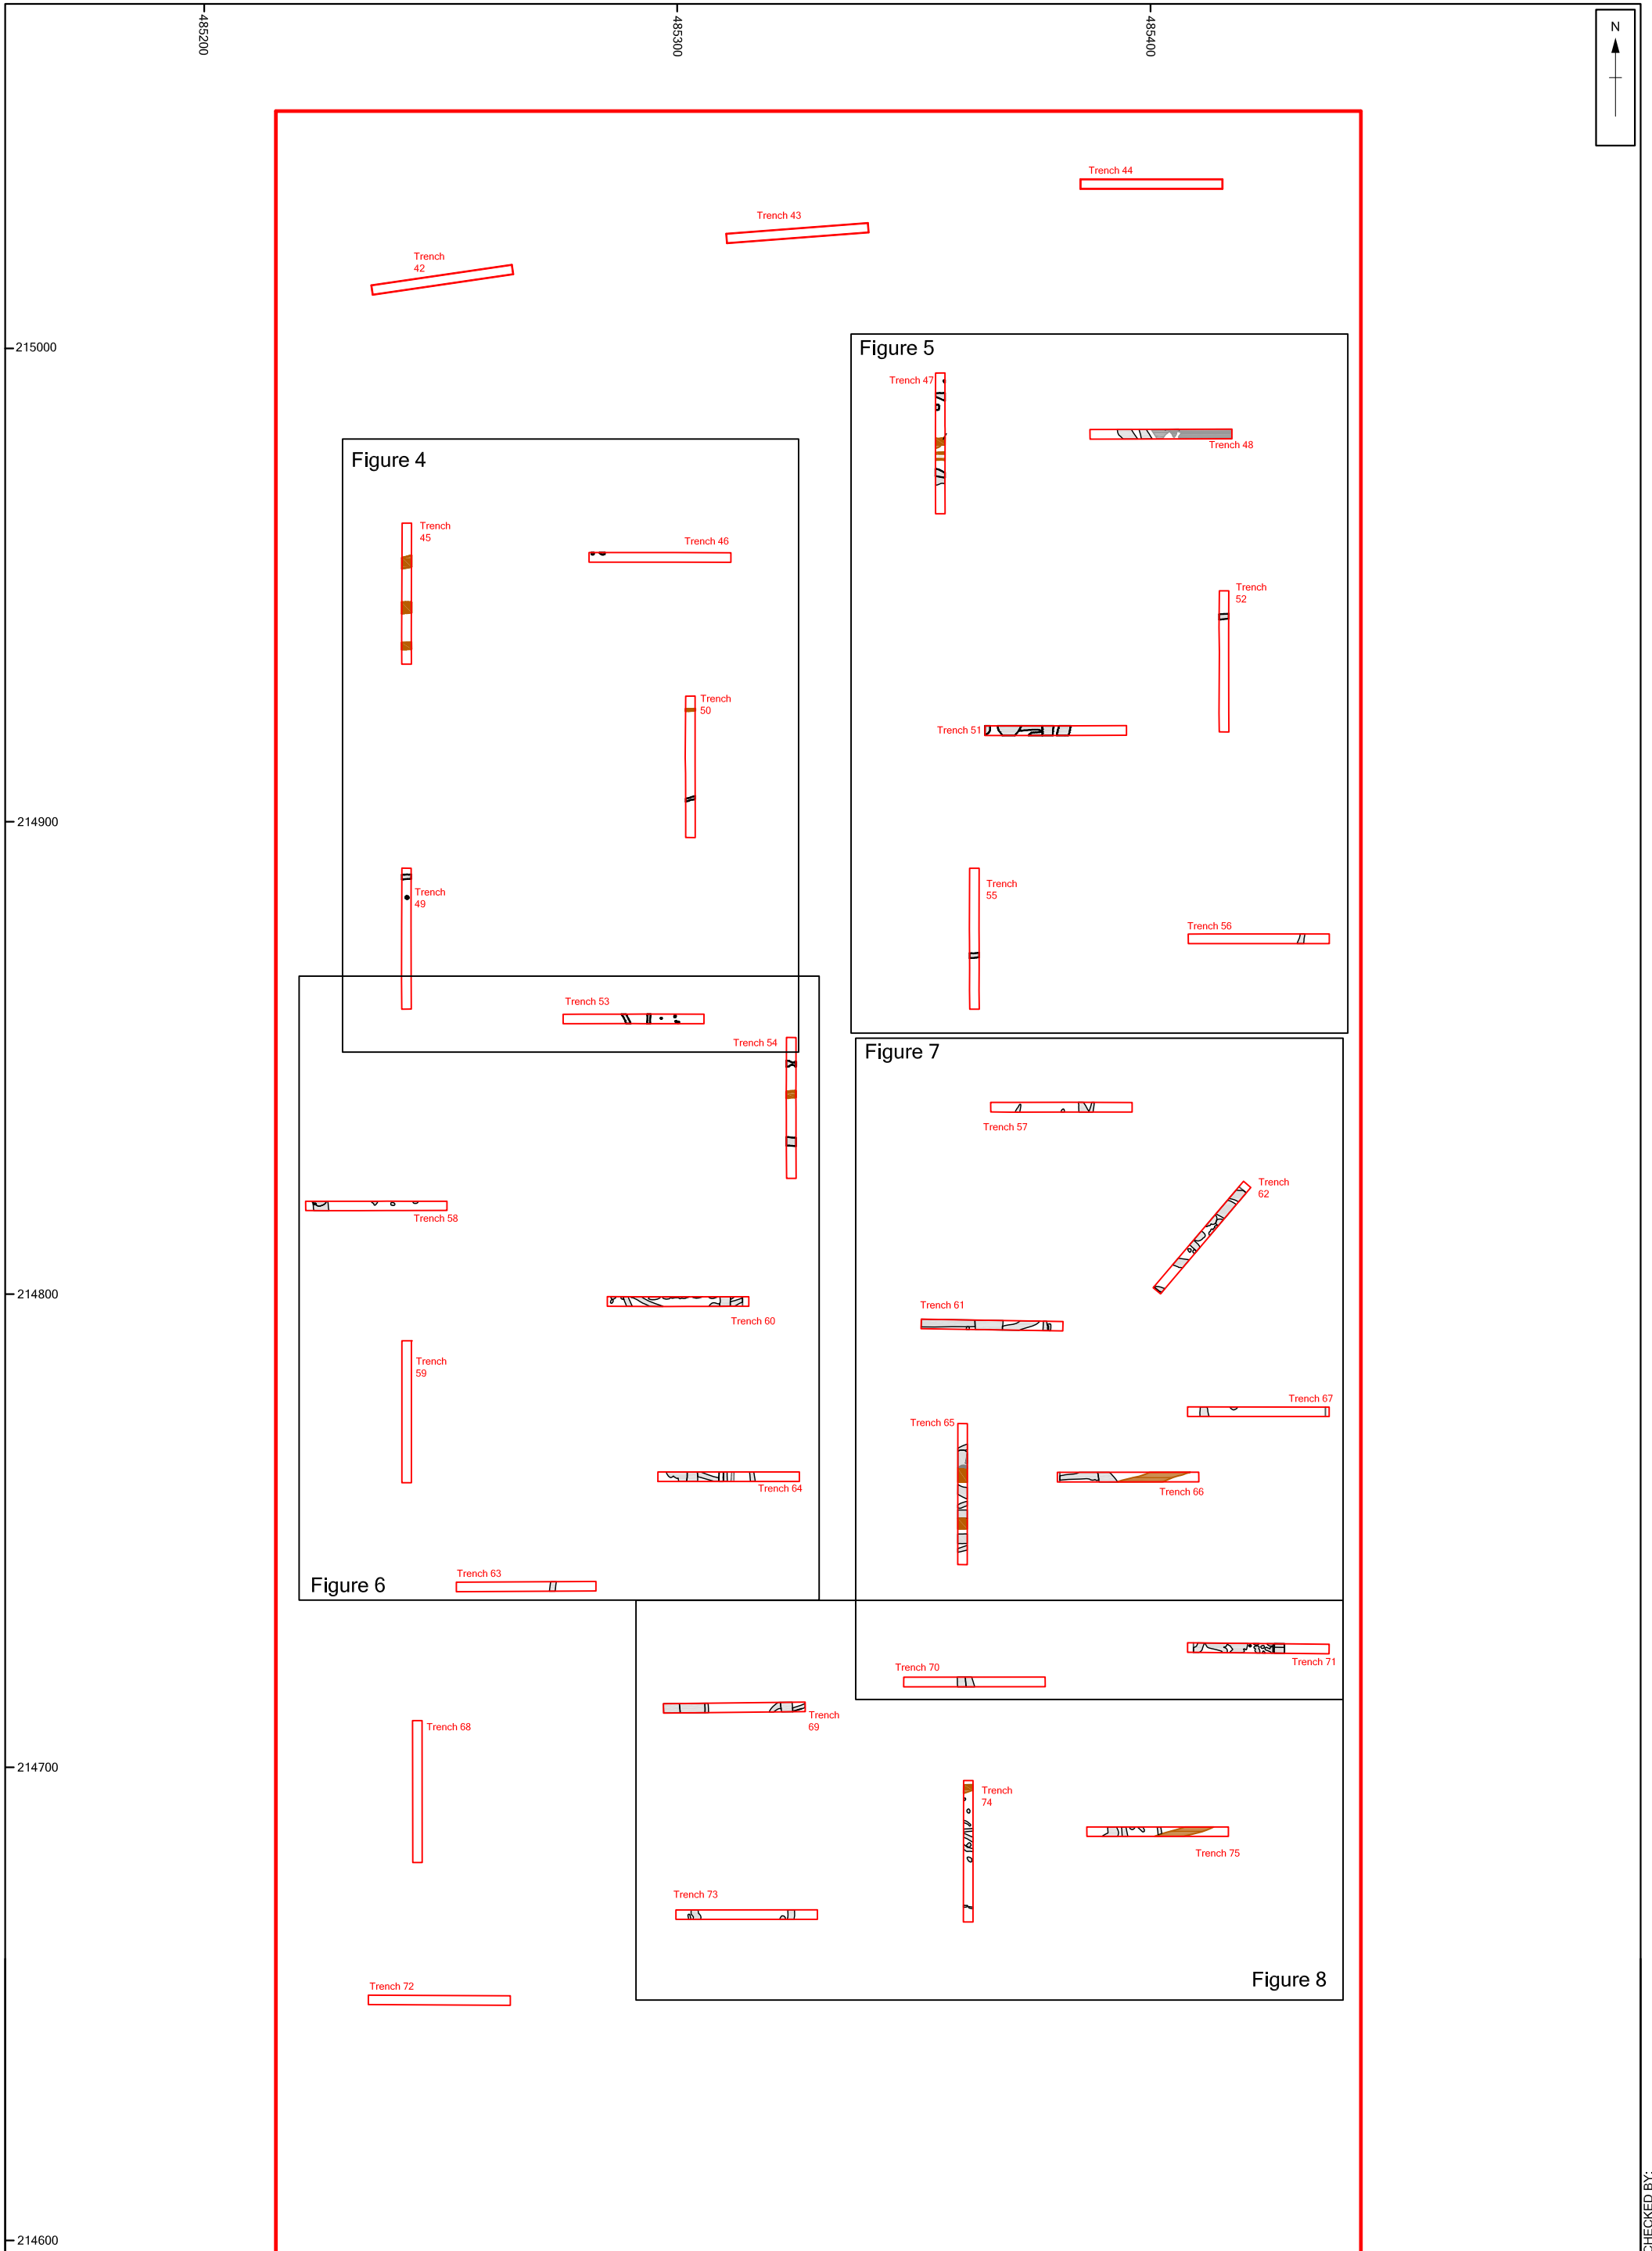 485200
485300
485400
N
Trench 44
Trench 43
Trench
42
215000
Figure 5
Trench 47
Trench 48
Figure 4
Trench
45
Trench 46
Trench
52
Trench
50
Trench 51
214900
Trench
49
Trench
55
Trench 56
Trench 53
Trench 54
Figure 7
Trench 57
Trench
62
Trench 58
214800
Trench 61
Trench 60
Trench
59
Trench 67
Trench 65
Trench 64
Trench 66
Trench 63
Figure 6
Trench 71
Trench 70
Trench
69
Trench 68
214700
Trench
74
Trench 75
Trench 73
Figure 8
Trench 72
214600
CHECKED BY: